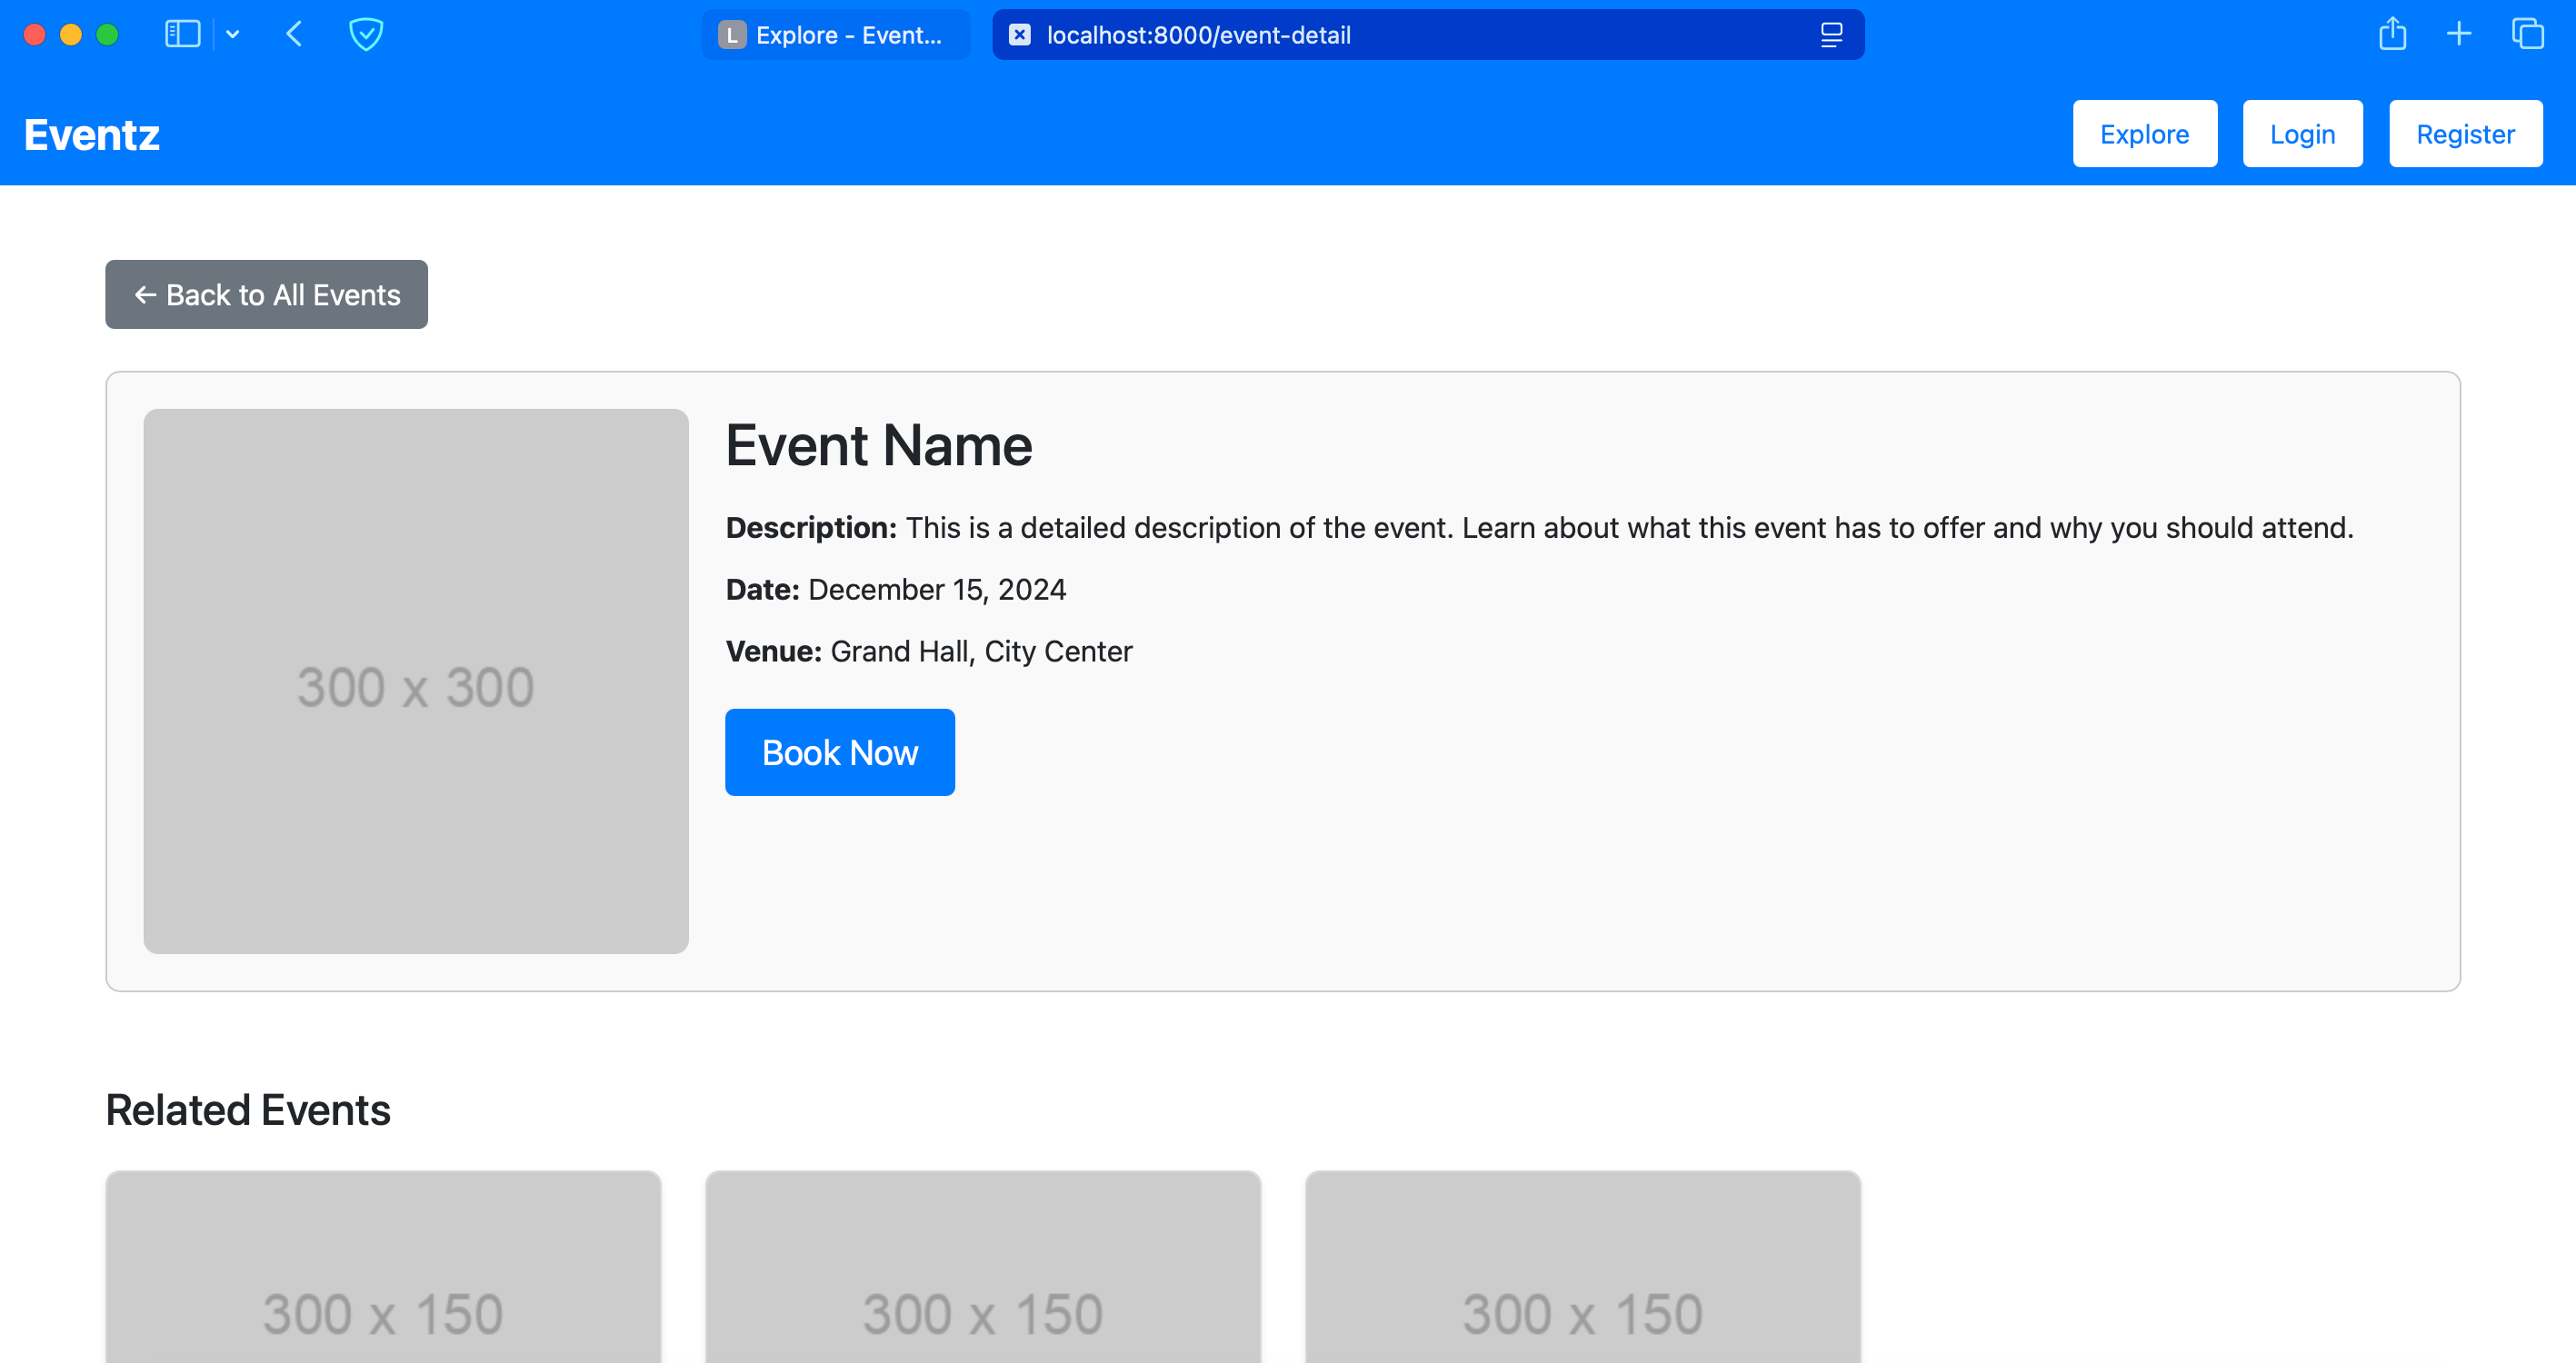 L Explore - Event...
localhost:8000/event-detail
Eventz
Explore
Login
Register
← Back to All Events
300 x 300
Event Name
Description: This is a detailed description of the event. Learn about what this event has to offer and why you should attend.
Date: December 15, 2024
Venue: Grand Hall, City Center
Book Now
Related Events
300 x 150
300 x 150
300 x 150